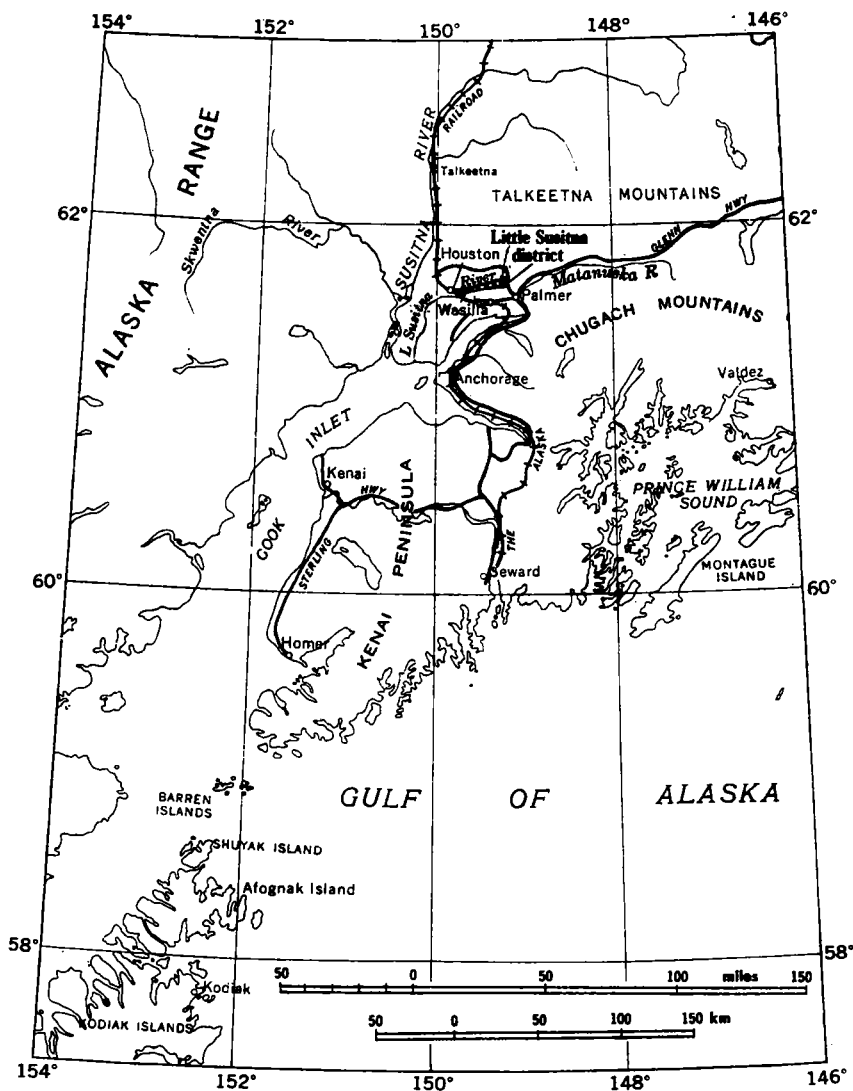 154° 152° 150° 148° 146°
ALASKA RANGE
RIVER
RAILROAD
Talkeetna
TALKEETNA MOUNTAINS
62° 62°
Skwentna River
SUSITNA
GLENN HWY
Little Susitna
district
Houston
River
Matanuska R
Palmer
Wasilla
L Susitna
CHUGACH MOUNTAINS
Anchorage
Valdez
COOK INLET
ALASKA
Kenai
HWY
PENINSULA
PRINCE WILLIAM
SOUND
THE
STERLING
MONTAGUE
ISLAND
60° 60°
Seward
Homer
KENAI
GULF OF ALASKA
BARREN
ISLANDS
SHUYAK ISLAND
Afognak Island
58° 58°
50 0 50 100 miles 150
Kodiak
KODIAK ISLANDS
50 0 50 100 150 km
154° 152° 150° 148° 146°